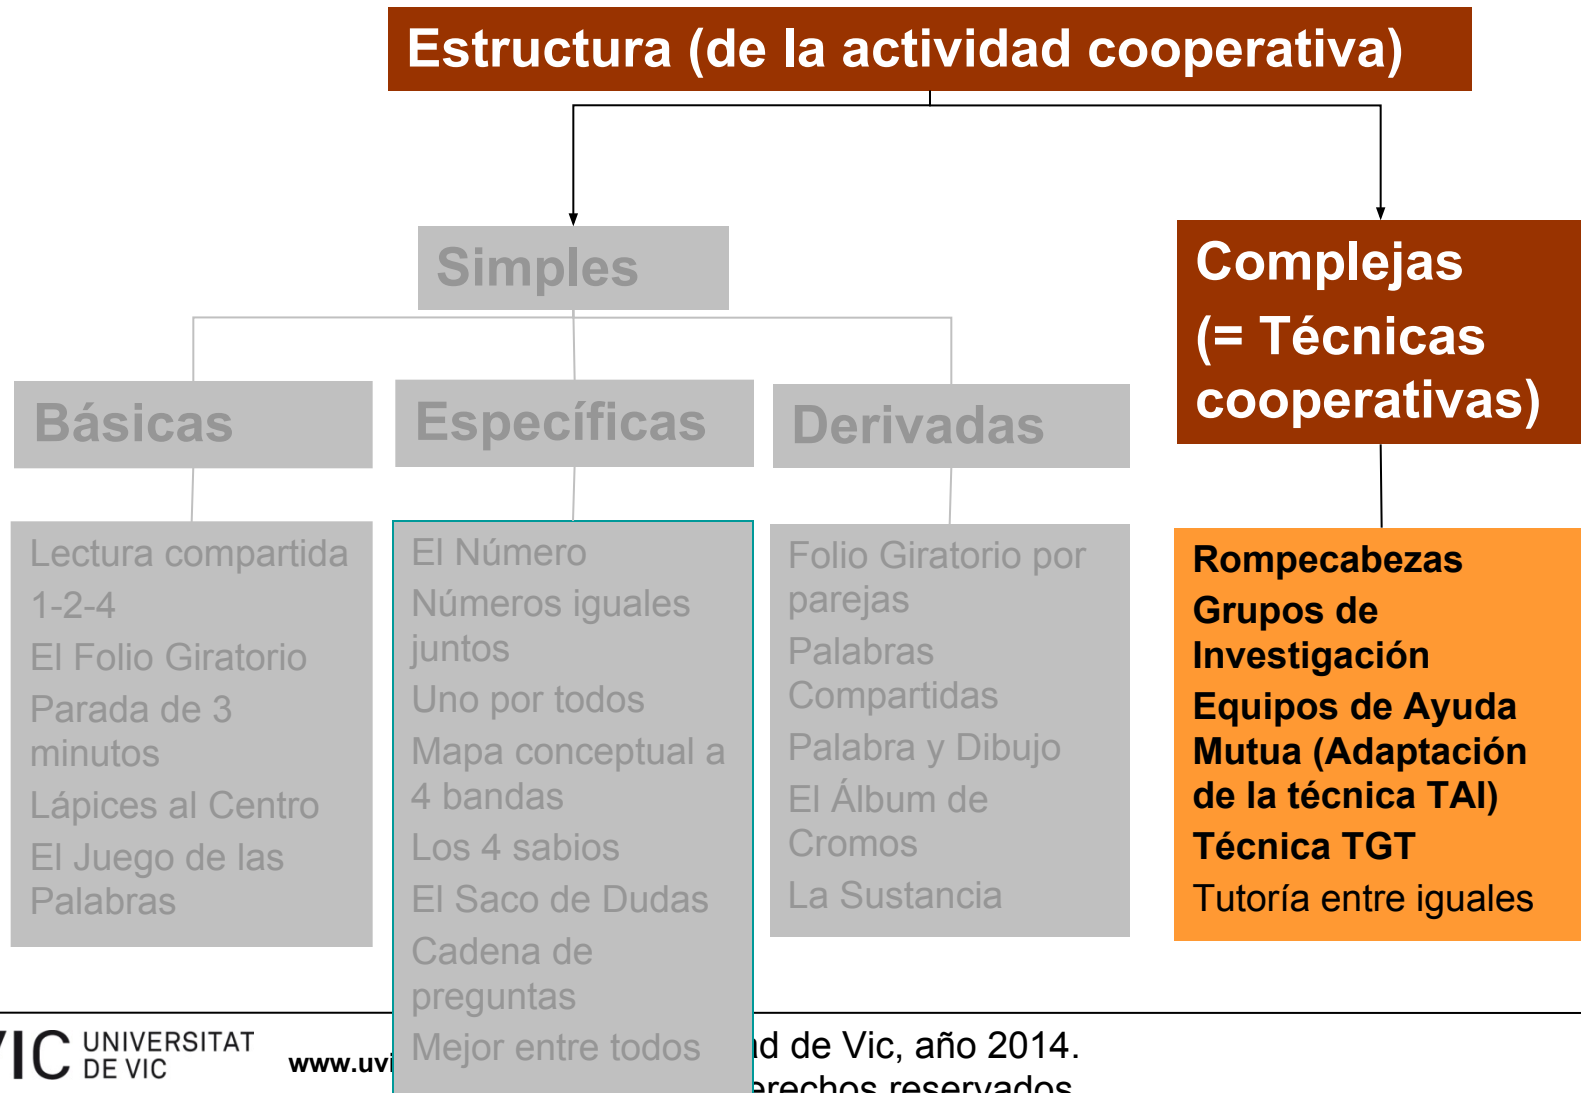 Estructura (de la actividad cooperativa)
Simples
Complejas
(= Técnicas
cooperativas)
Básicas
Específicas
Derivadas
Lectura compartida
1-2-4
El Folio Giratorio
Parada de 3
minutos
Lápices al Centro
El Juego de las
Palabras
El Número
Números iguales
juntos
Uno por todos
Mapa conceptual a
4 bandas
Los 4 sabios
El Saco de Dudas
Cadena de
preguntas
Mejor entre todos
Folio Giratorio por
parejas
Palabras
Compartidas
Palabra y Dibujo
El Álbum de
Cromos
La Sustancia
Rompecabezas
Grupos de
Investigación
Equipos de Ayuda
Mutua (Adaptación
de la técnica TAI)
Técnica TGT
Tutoría entre iguales
VIC UNIVERSITAT
DE VIC
www.uvi
de Vic, año 2014.
reservados